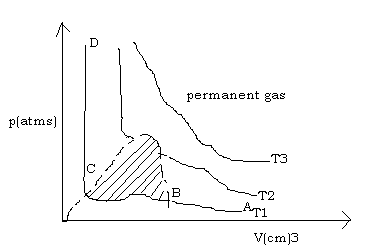 D
permanent gas
p(atms)
T3
C
B
T2
A
T1
V(cm)3